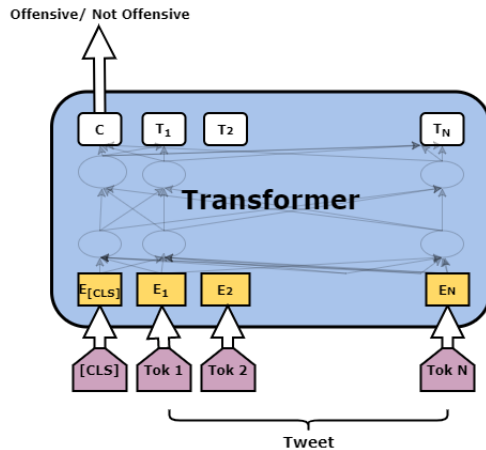 Offensive/ Not Offensive
C T1 T2 TN
Transformer
E[CLS] E1 E2 EN
[CLS] Tok 1 Tok 2 Tok N
Tweet